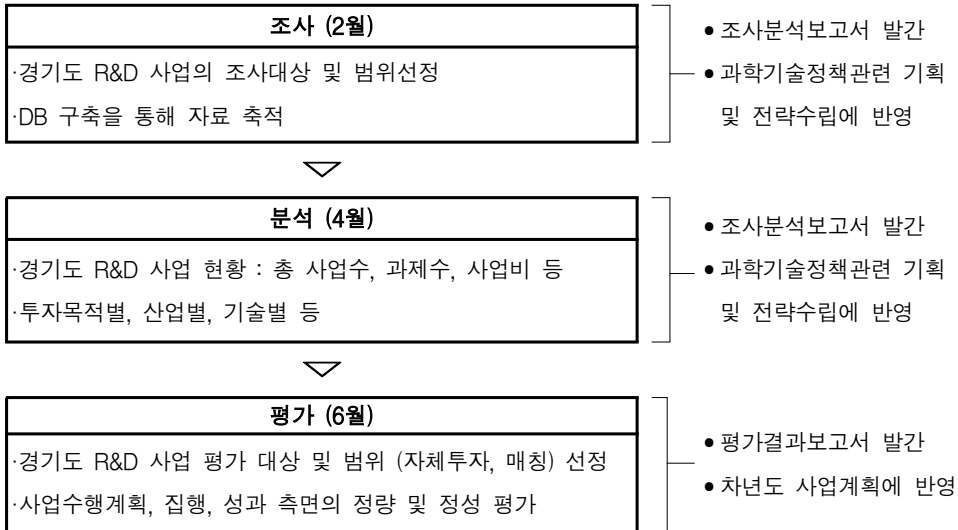 조사 (2월)
·경기도 R&D 사업의 조사대상 및 범위선정
·DB 구축을 통해 자료 축적
● 조사분석보고서 발간
● 과학기술정책관련 기획
및 전략수립에 반영
분석 (4월)
·경기도 R&D 사업 현황 : 총 사업수, 과제수, 사업비 등
·투자목적별, 산업별, 기술별 등
● 조사분석보고서 발간
● 과학기술정책관련 기획
및 전략수립에 반영
평가 (6월)
·경기도 R&D 사업 평가 대상 및 범위 (자체투자, 매칭) 선정
·사업수행계획, 집행, 성과 측면의 정량 및 정성 평가
● 평가결과보고서 발간
● 차년도 사업계획에 반영